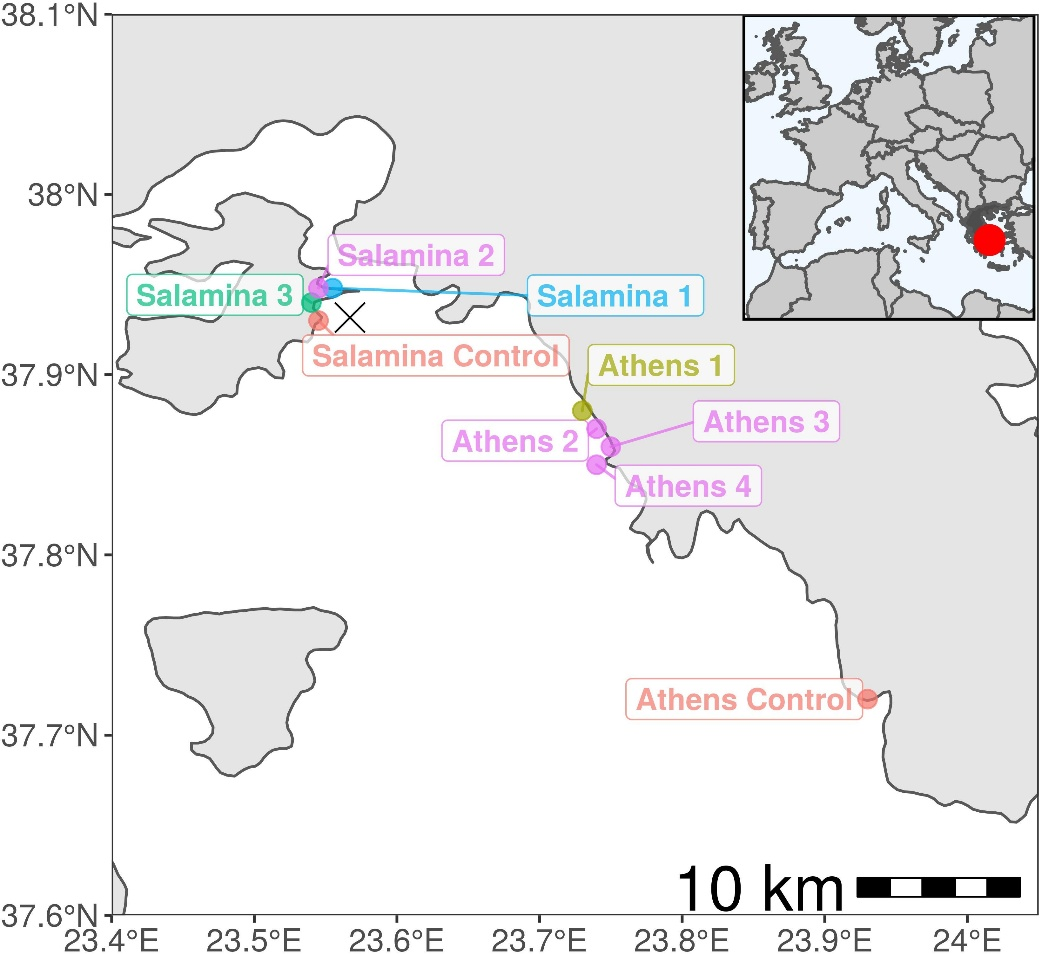 38.1°N
38°N
37.9°N
37.8°N
37.7°N
37.6°N
Salamina 2
Salamina 3
Salamina 1
Salamina Control
Athens 1
Athens 2
Athens 3
Athens 4
Athens Control
10 km
23.4°E 23.5°E 23.6°E 23.7°E 23.8°E 23.9°E 24°E